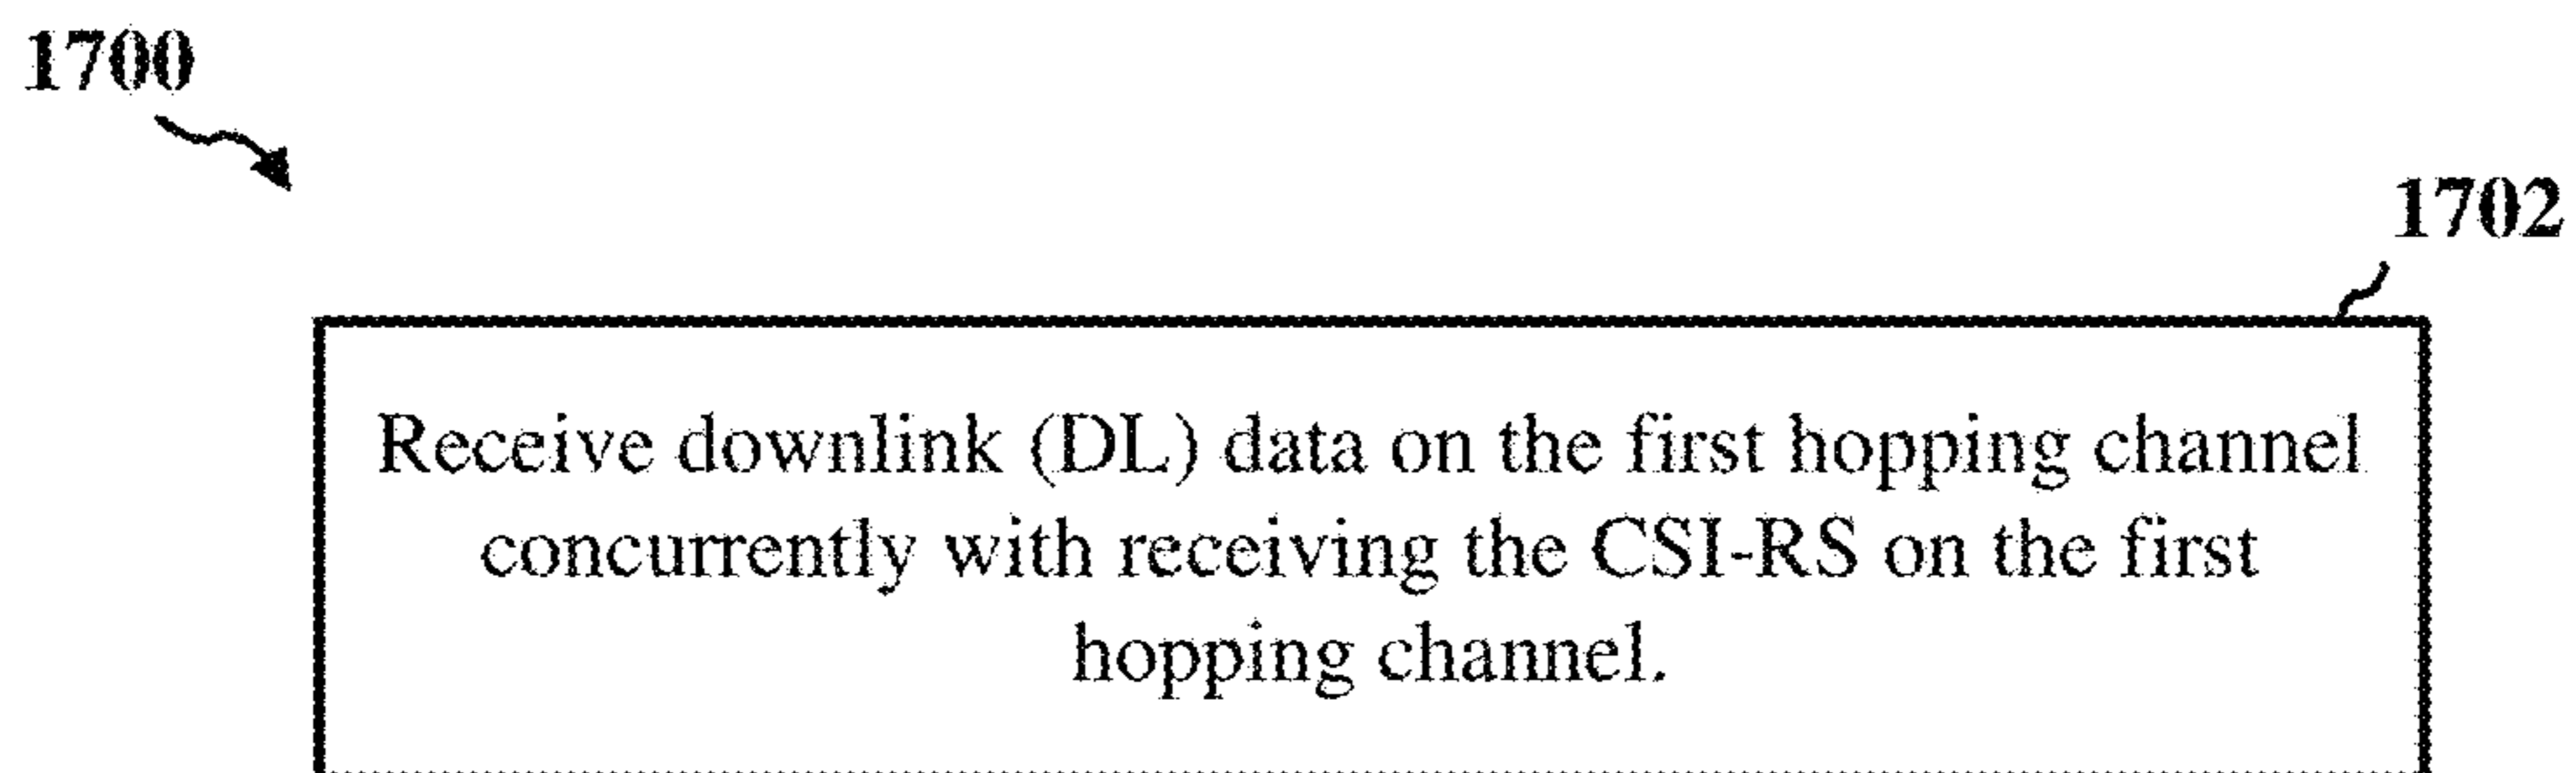 1700
1702
Receive downlink (DL) data on the first hopping channel
concurrently with receiving the CSI-RS on the first
hopping channel.